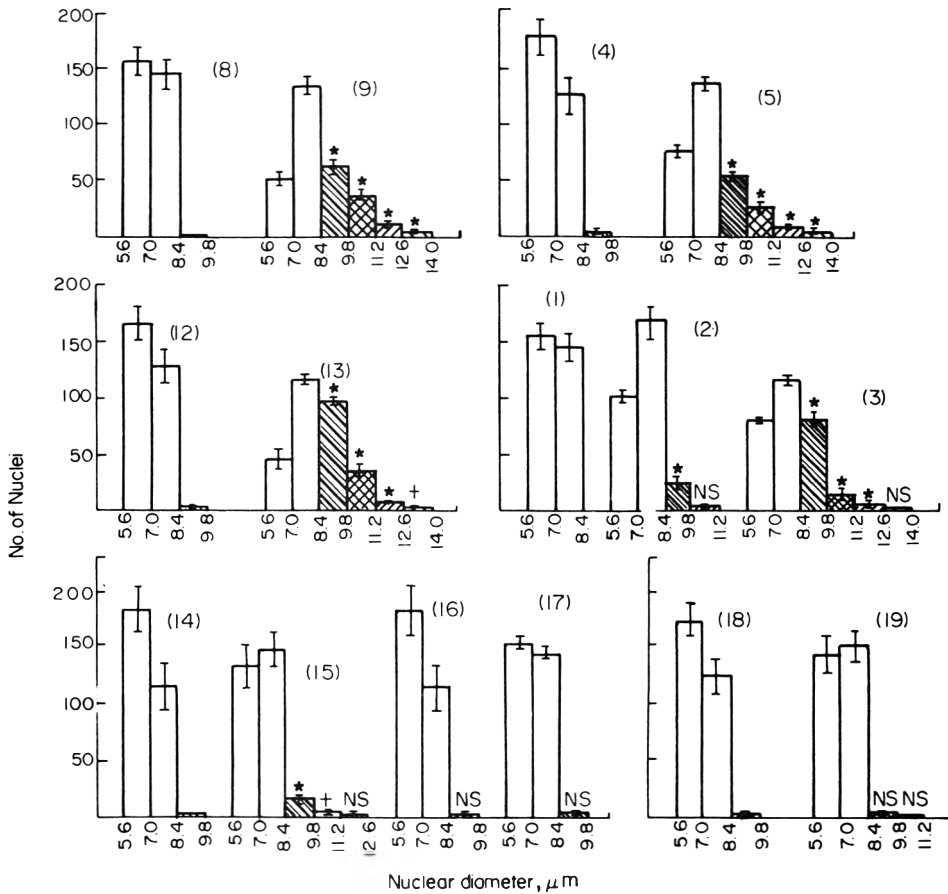 No. of Nuclei
200
150
100
50
(8)
(9)
*
*
*
*
5.6 7.0 8.4 9.8
5.6 7.0 8.4 9.8 11.2 12.6 14.0
(4)
(5)
*
*
*
*
5.6 7.0 8.4 9.8
5.6 7.0 8.4 9.8 11.2 12.6 14.0
200
150
100
50
(12)
(13)
*
*
*
+
5.6 7.0 8.4 9.8
5.6 7.0 8.4 9.8 11.2 12.6 14.0
(1)
(2)
(3)
*
NS
*
*
*
NS
5.6 7.0 8.4
5.6 7.0 8.4 9.8 11.2
5.6 7.0 8.4 9.8 11.2 12.6 14.0
200
150
100
50
(14)
(15)
*
+
NS
5.6 7.0 8.4 9.8
5.6 7.0 8.4 9.8 11.2 12.6
(16)
(17)
NS
NS
5.6 7.0 8.4 9.8
5.6 7.0 8.4 9.8
(18)
(19)
NS NS
5.6 7.0 8.4 9.8
5.6 7.0 8.4 9.8 11.2
Nuclear diameter, μm